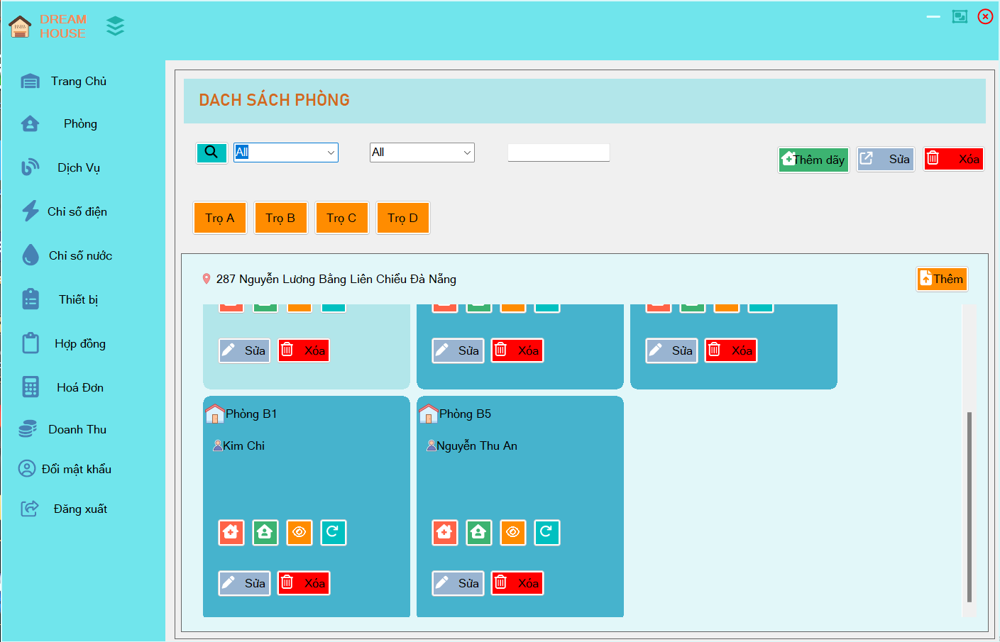 DREAM
HOUSE
Trang Chủ
Phòng
Dịch Vụ
Chỉ số điện
Chỉ số nước
Thiết bị
Hợp đồng
Hoá Đơn
Doanh Thu
Đổi mật khẩu
Đăng xuất
DACH SÁCH PHÒNG
All All
Thêm dãy Sửa Xóa
Trọ A Trọ B Trọ C Trọ D
287 Nguyễn Lương Bằng Liên Chiểu Đà Nẵng
Thêm
Sửa Xóa Sửa Xóa Sửa Xóa
Phòng B1 Phòng B5
Kim Chi Nguyễn Thu An
Sửa Xóa Sửa Xóa